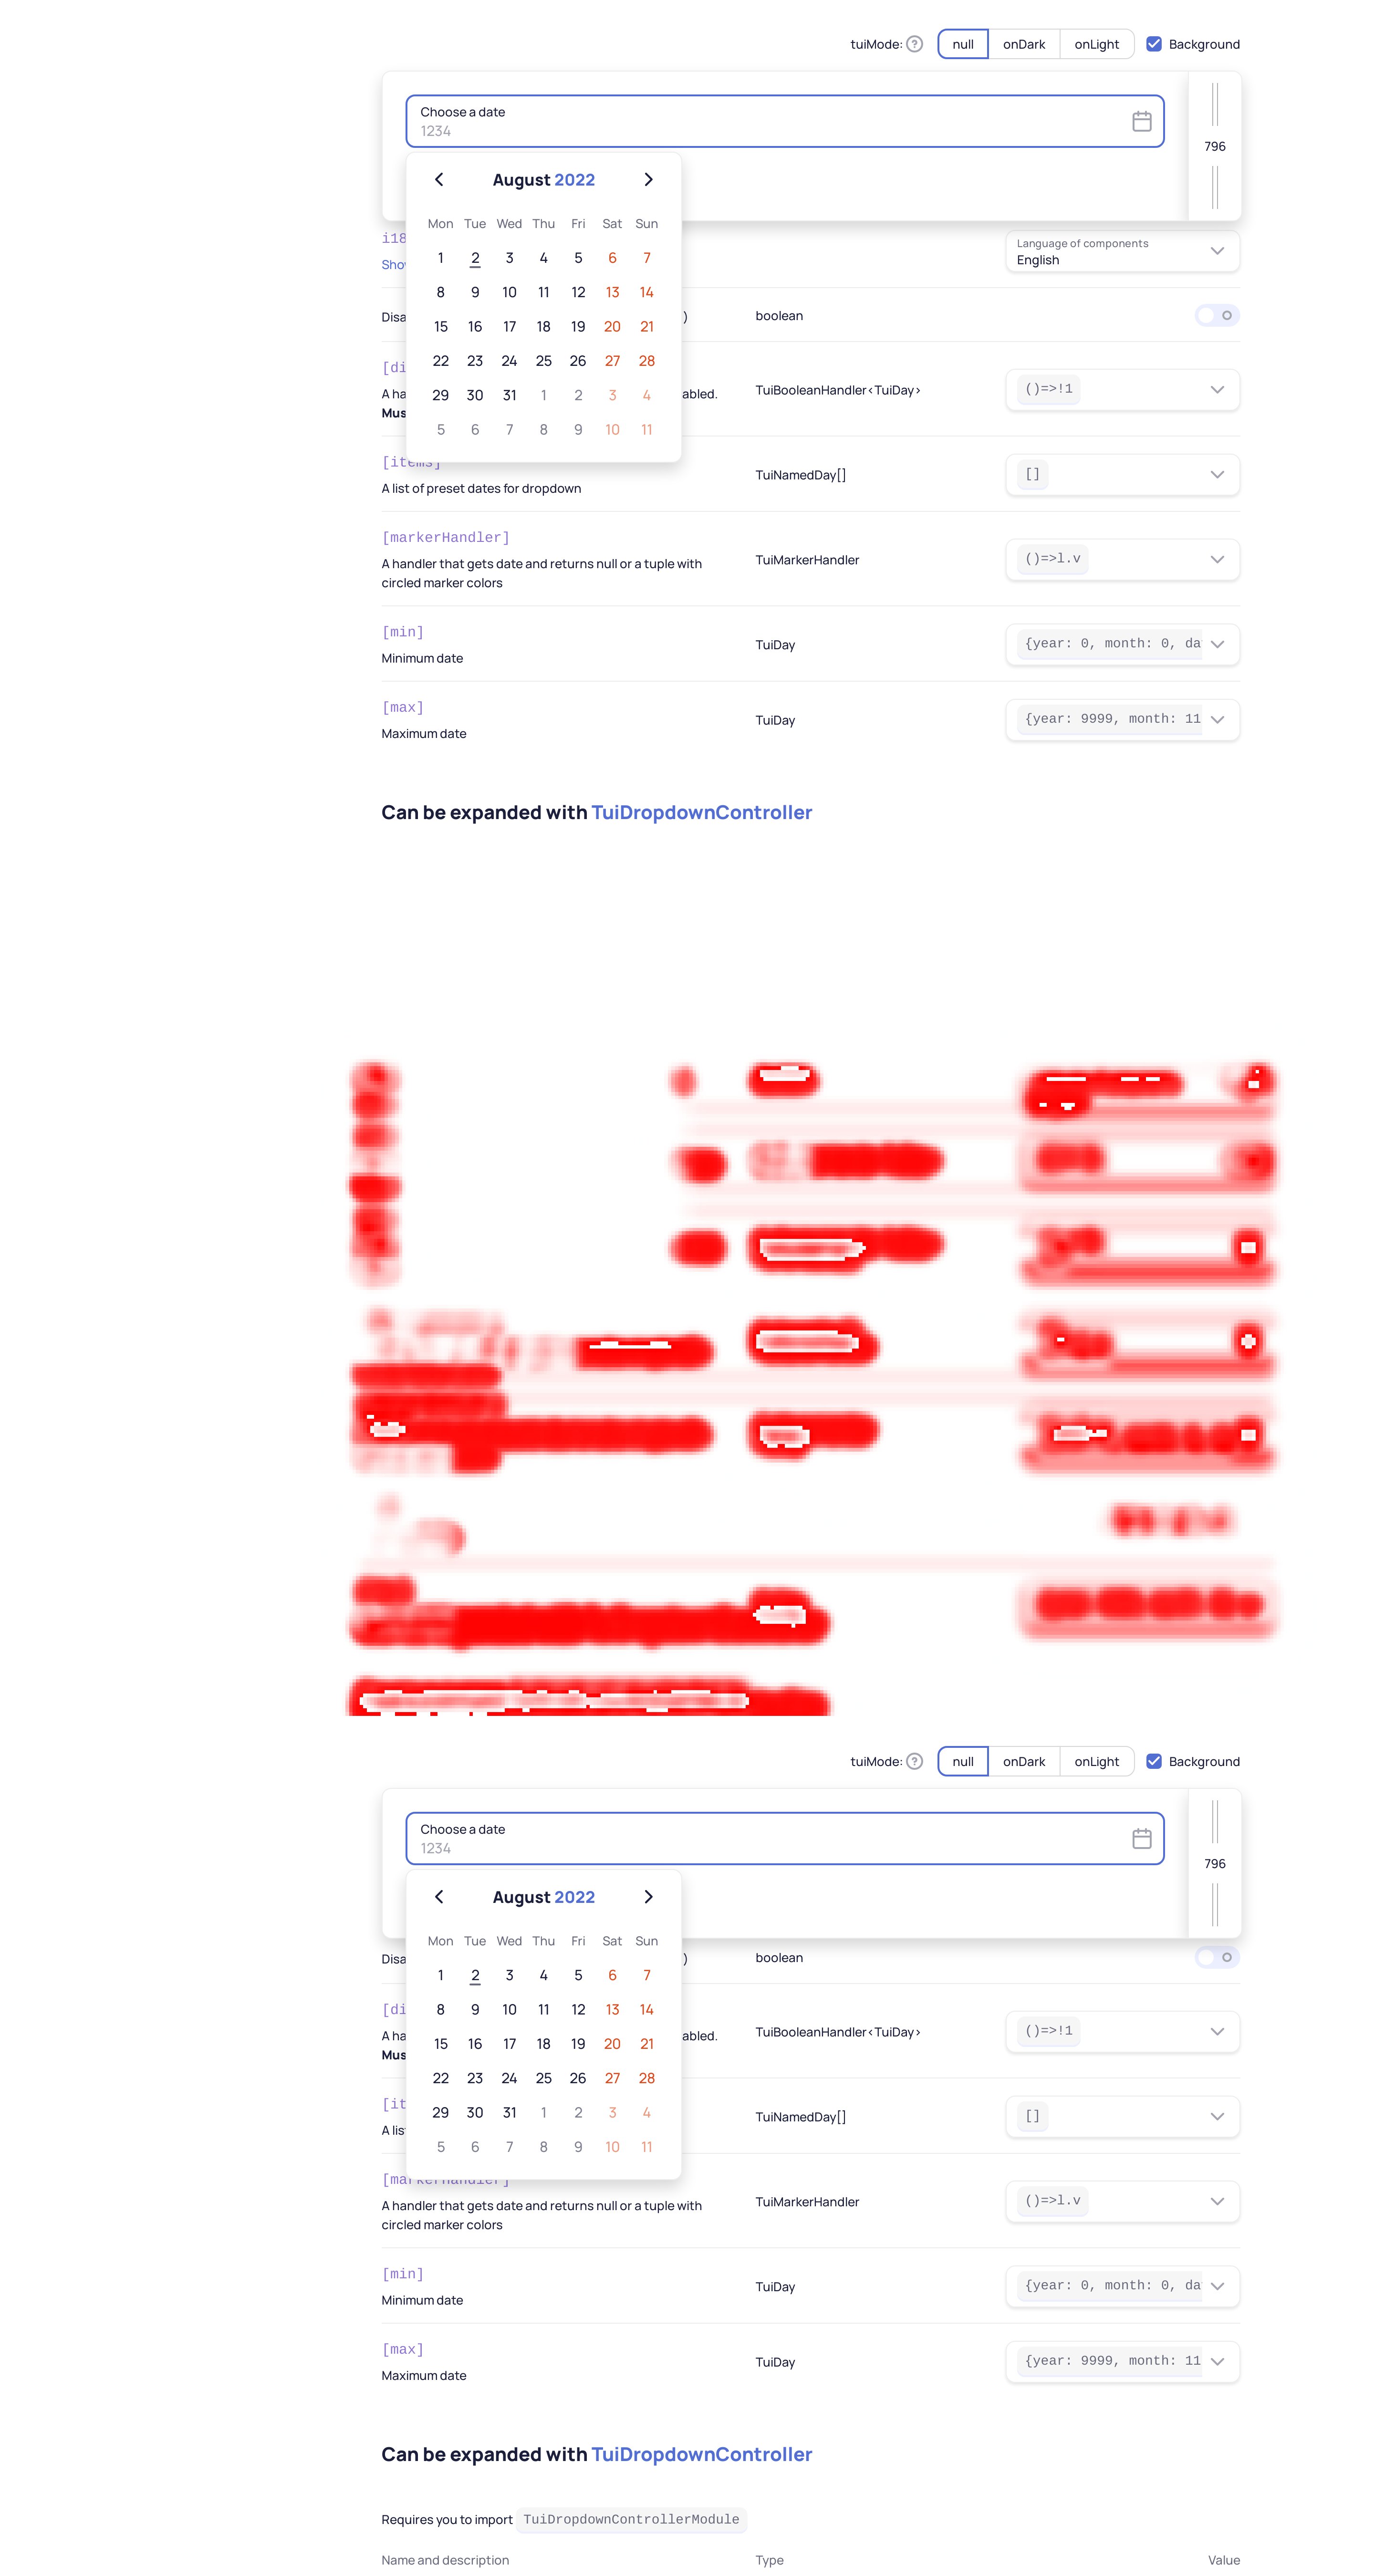 tuiMode: null onDark onLight Background
Choose a date
1234
796
August 2022
Mon Tue Wed Thu Fri Sat Sun
i18 Language of components
Show English
1 2 3 4 5 6 7
8 9 10 11 12 13 14
Disa ) boolean
15 16 17 18 19 20 21
22 23 24 25 26 27 28
[di
A ha abled. TuiBooleanHandler<TuiDay> ()=>!1
Mus
29 30 31 1 2 3 4
5 6 7 8 9 10 11
[items]
A list of preset dates for dropdown TuiNamedDay[] []
[markerHandler]
A handler that gets date and returns null or a tuple with TuiMarkerHandler ()=>l.v
circled marker colors
[min]
Minimum date TuiDay {year: 0, month: 0, da
[max]
Maximum date TuiDay {year: 9999, month: 11
Can be expanded with TuiDropdownController
tuiMode: null onDark onLight Background
Choose a date
1234
796
August 2022
Mon Tue Wed Thu Fri Sat Sun
Disa ) boolean
1 2 3 4 5 6 7
8 9 10 11 12 13 14
[di
A ha abled. TuiBooleanHandler<TuiDay> ()=>!1
Mus
15 16 17 18 19 20 21
22 23 24 25 26 27 28
[it
A lis TuiNamedDay[] []
29 30 31 1 2 3 4
5 6 7 8 9 10 11
[markerHandler]
A handler that gets date and returns null or a tuple with TuiMarkerHandler ()=>l.v
circled marker colors
[min]
Minimum date TuiDay {year: 0, month: 0, da
[max]
Maximum date TuiDay {year: 9999, month: 11
Can be expanded with TuiDropdownController
Requires you to import TuiDropdownControllerModule
Name and description Type Value